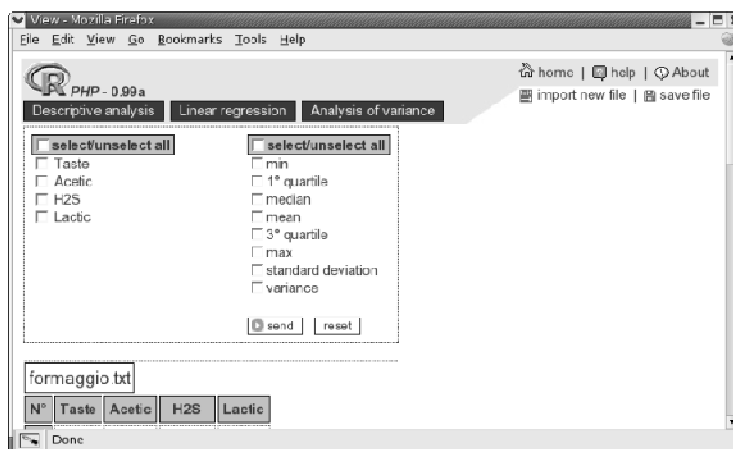 View - Mozilla Firefox
File Edit View Go Bookmarks Tools Help
R PHP - 0.99a
home | help | About
import new file | save file
Descriptive analysis Linear regression Analysis of variance
select/unselect all
Taste
Acetic
H2S
Lactic
select/unselect all
min
1° quartile
median
mean
3° quartile
max
standard deviation
variance
send reset
formaggio.txt
N° Taste Acetic H2S Lactic
Done